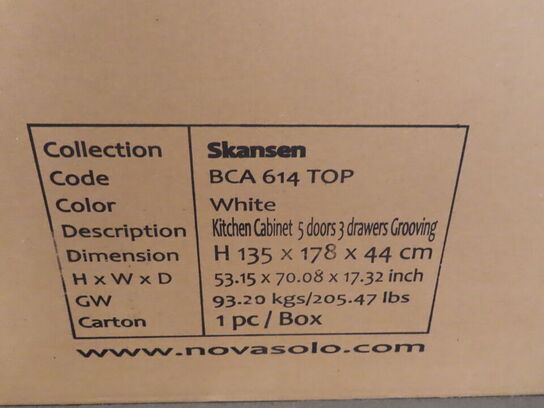 Collection Skansen
Code BCA 614 TOP
Color White
Description Kitchen Cabinet 5 doors 3 drawers Grooving
Dimension H 135 x 178 x 44 cm
H x W x D 53.15 x 70.08 x 17.32 inch
GW 93.20 kgs/205.47 lbs
Carton 1 pc / Box
www.novasolo.com